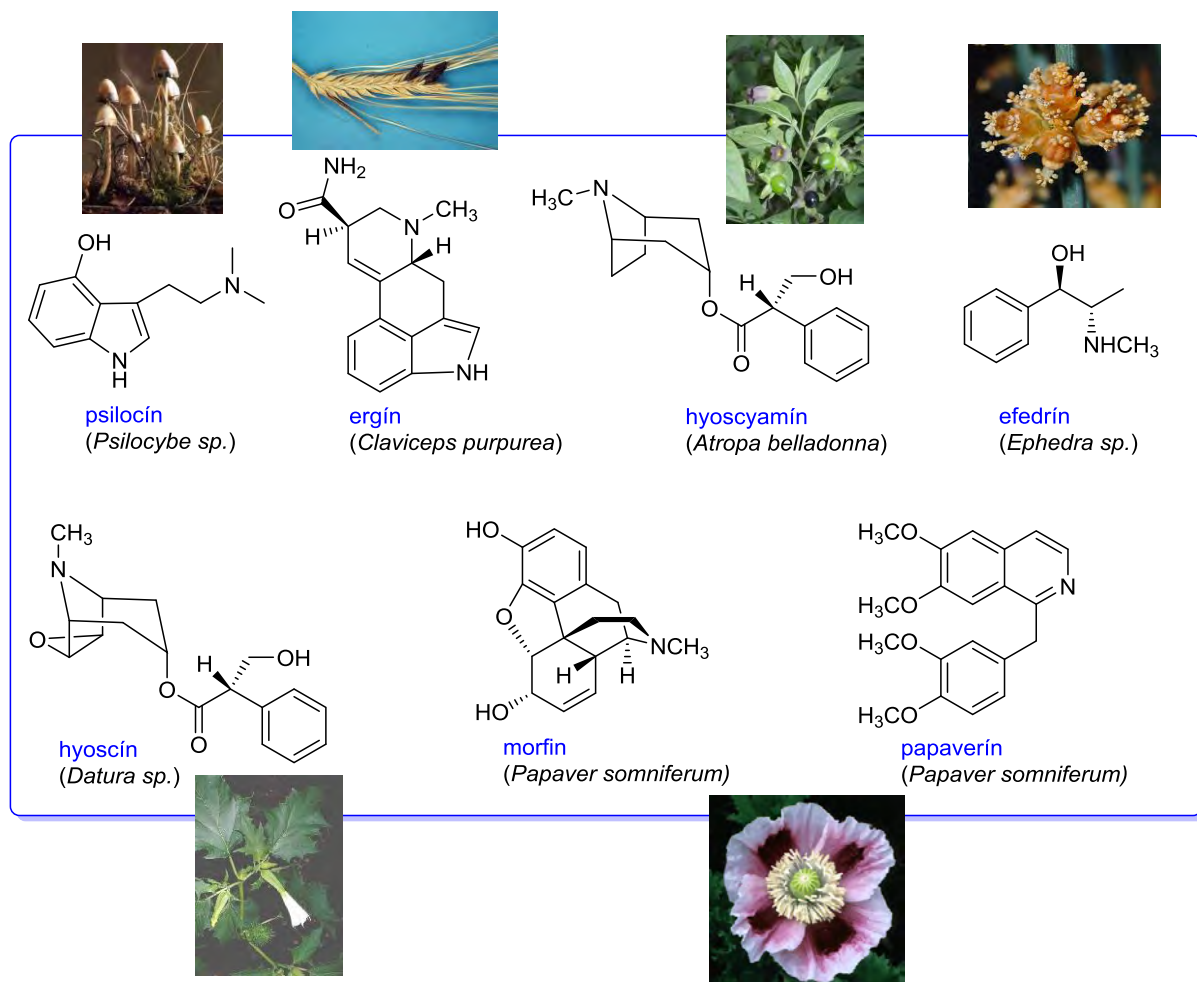 NH2
O
H
N
CH3
H
NH
ergín
(Claviceps purpurea)
OH
N
N
H
psilocín
(Psilocybe sp.)
H3C
N
H
OH
O
O
hyoscyamín
(Atropa belladonna)
OH
NHCH3
efedrín
(Ephedra sp.)
CH3
N
O
H
OH
O
O
hyoscín
(Datura sp.)
HO
O
NCH3
H
H
HO
morfin
(Papaver somniferum)
H3CO
N
H3CO
H3CO
H3CO
papaverín
(Papaver somniferum)